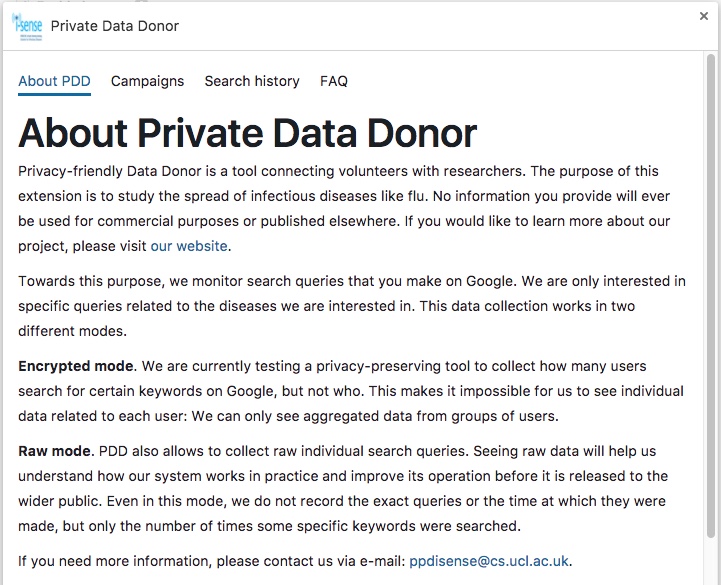 i-sense
Private Data Donor
×
About PDD Campaigns Search history FAQ
About Private Data Donor
Privacy-friendly Data Donor is a tool connecting volunteers with researchers. The purpose of this
extension is to study the spread of infectious diseases like flu. No information you provide will ever
be used for commercial purposes or published elsewhere. If you would like to learn more about our
project, please visit our website.
Towards this purpose, we monitor search queries that you make on Google. We are only interested in
specific queries related to the diseases we are interested in. This data collection works in two
different modes.
Encrypted mode. We are currently testing a privacy-preserving tool to collect how many users
search for certain keywords on Google, but not who. This makes it impossible for us to see individual
data related to each user: We can only see aggregated data from groups of users.
Raw mode. PDD also allows to collect raw individual search queries. Seeing raw data will help us
understand how our system works in practice and improve its operation before it is released to the
wider public. Even in this mode, we do not record the exact queries or the time at which they were
made, but only the number of times some specific keywords were searched.
If you need more information, please contact us via e-mail: ppdisense@cs.ucl.ac.uk.